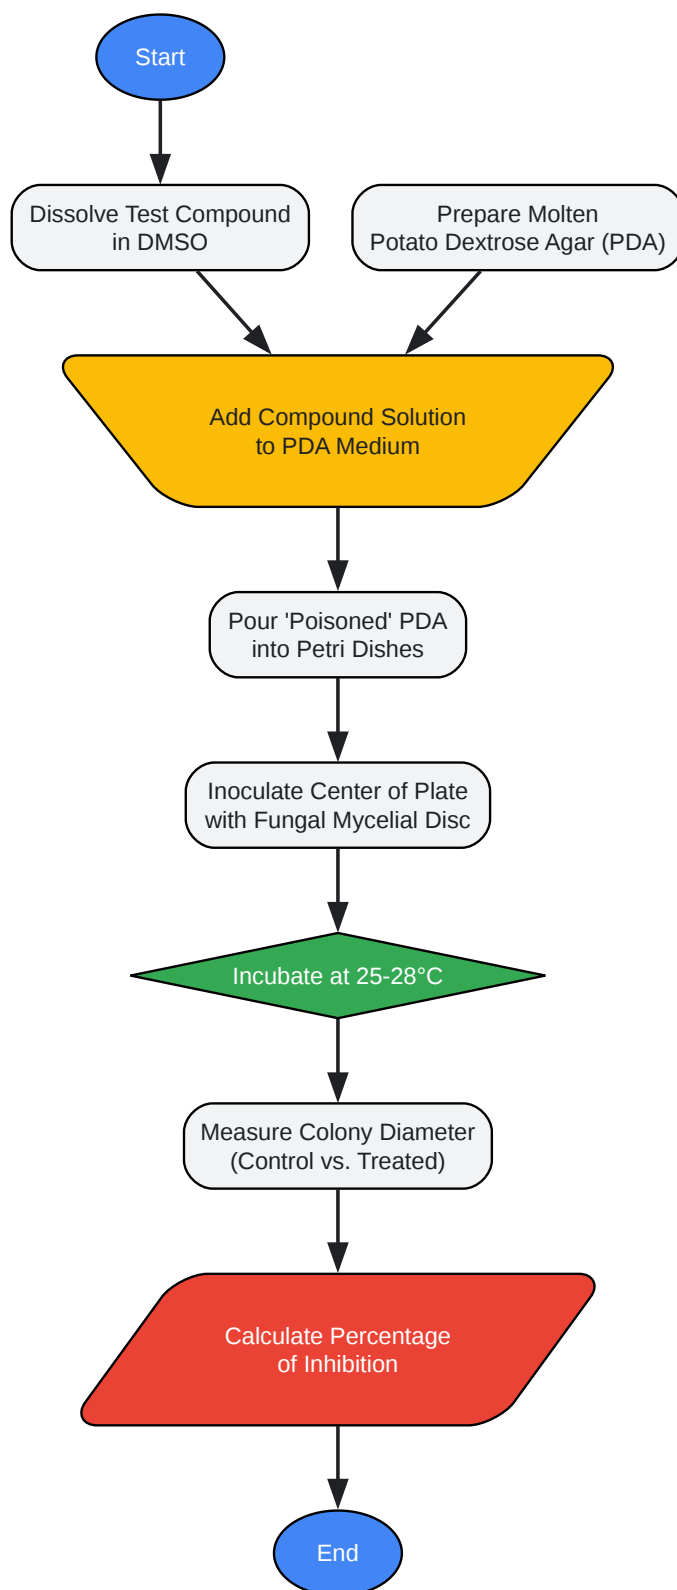 Start
Dissolve Test Compound
in DMSO
Prepare Molten
Potato Dextrose Agar (PDA)
Add Compound Solution
to PDA Medium
Pour 'Poisoned' PDA
into Petri Dishes
Inoculate Center of Plate
with Fungal Mycelial Disc
Incubate at 25-28°C
Measure Colony Diameter
(Control vs. Treated)
Calculate Percentage
of Inhibition
End